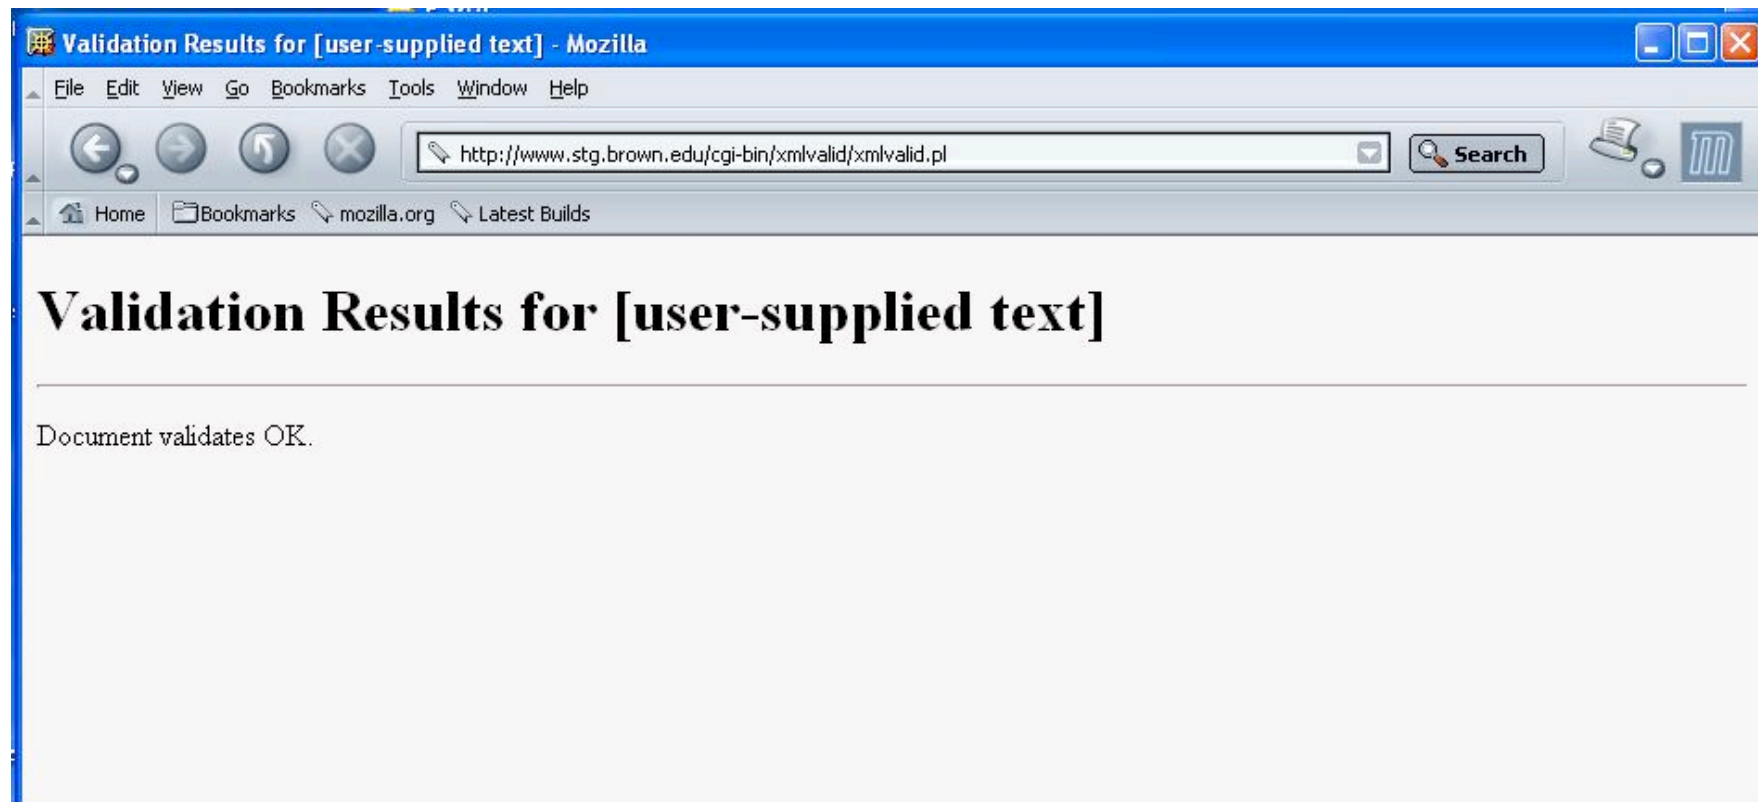 Validation Results for [user-supplied text] - Mozilla
File Edit View Go Bookmarks Tools Window Help
http://www.stg.brown.edu/cgi-bin/xmlvalid/xmlvalid.pl Search
Home Bookmarks mozilla.org Latest Builds
Validation Results for [user-supplied text]
Document validates OK.